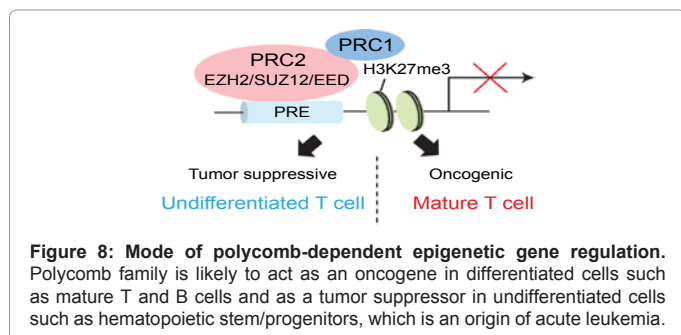 PRC1
PRC2
H3K27me3
EZH2/SUZ12/EED
PRE
Tumor suppressive
Oncogenic
Undifferentiated T cell
Mature T cell
Figure 8: Mode of polycomb-dependent epigenetic gene regulation.
Polycomb family is likely to act as an oncogene in differentiated cells such
as mature T and B cells and as a tumor suppressor in undifferentiated cells
such as hematopoietic stem/progenitors, which is an origin of acute leukemia.